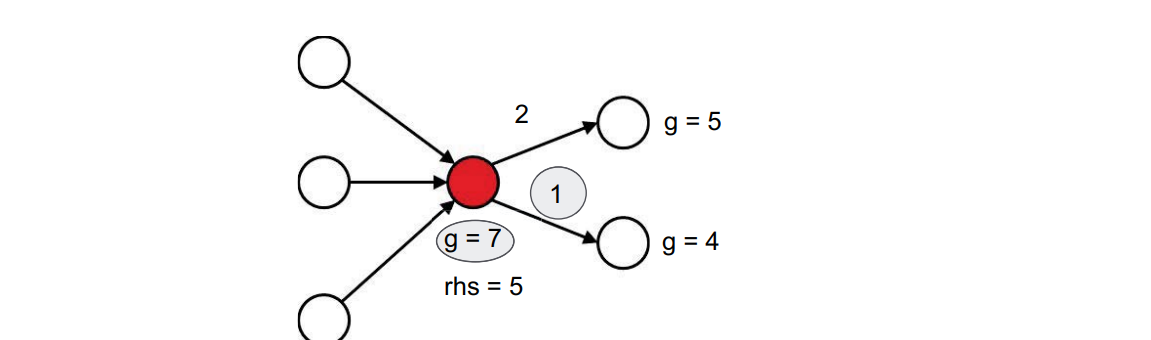 2
g = 5
1
g = 7
g = 4
rhs = 5